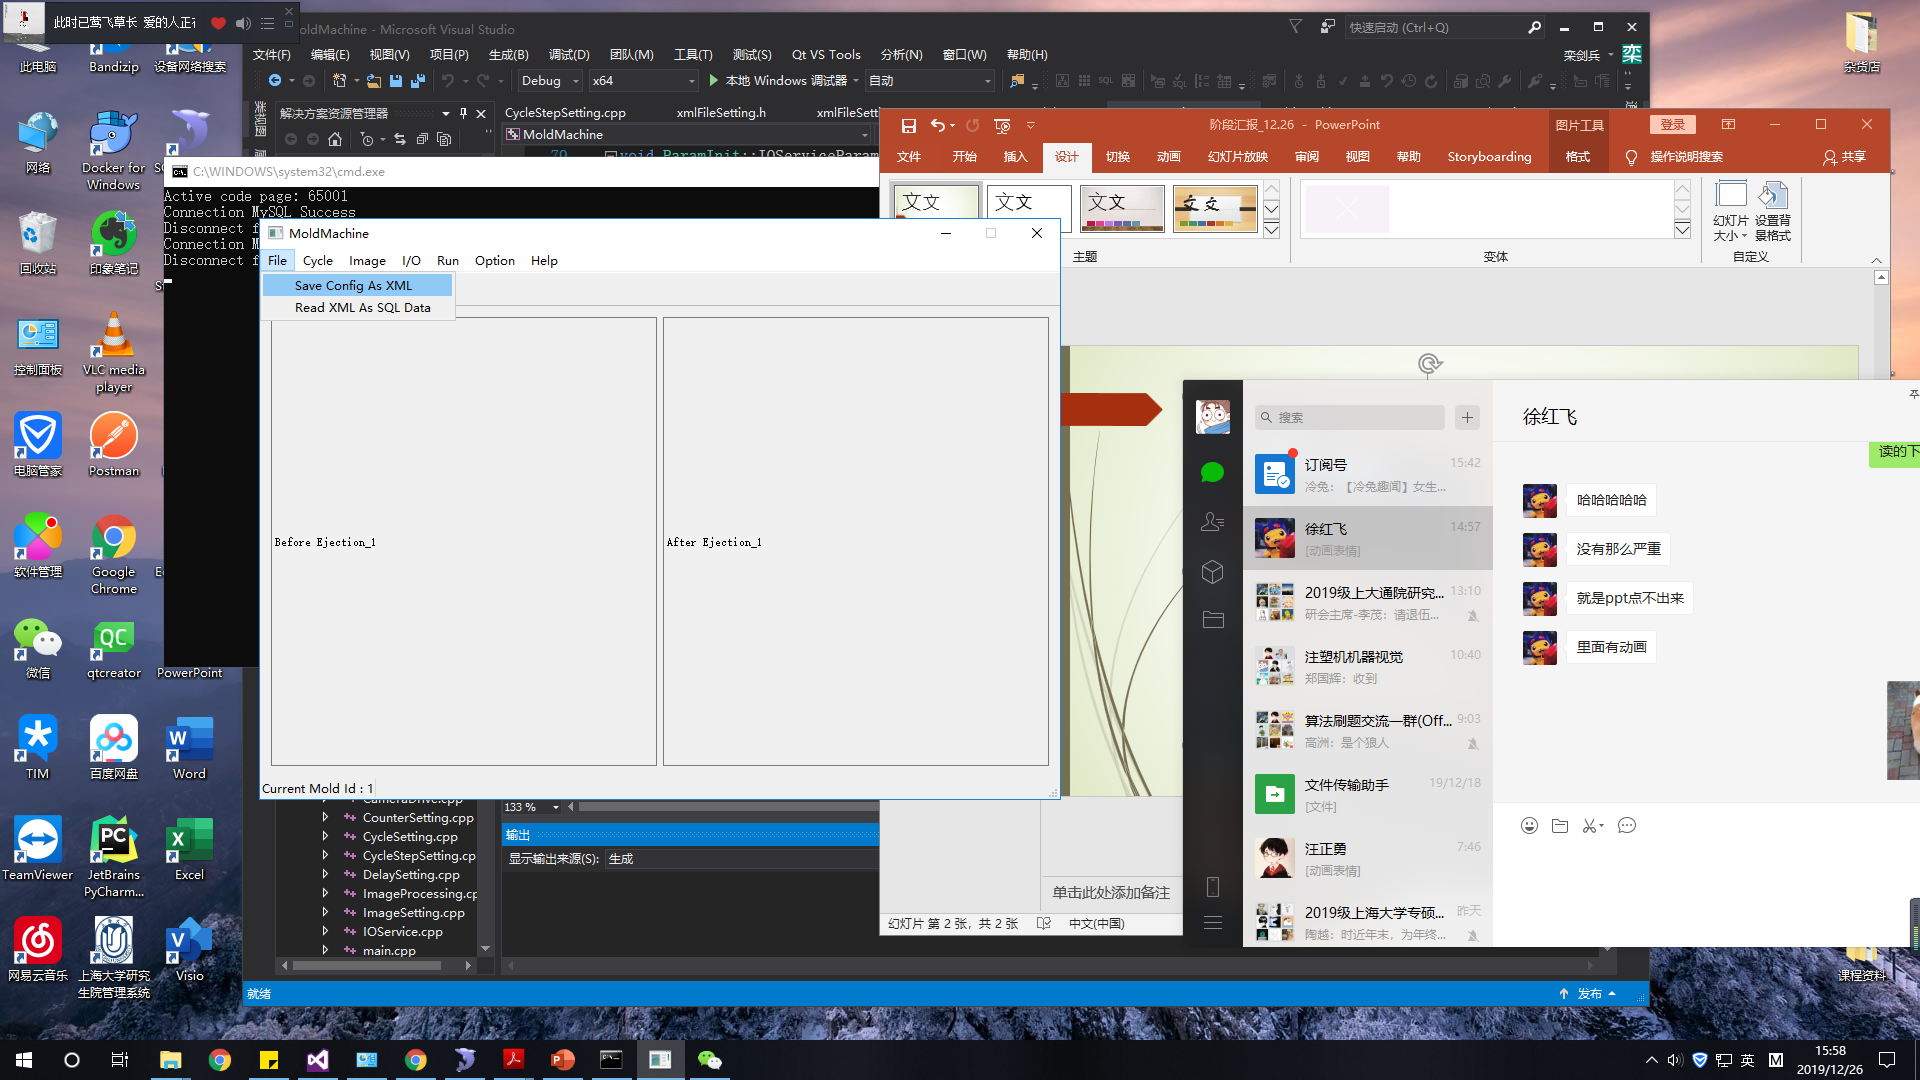 此时已莺飞草长 爱的人正在
此电脑
Bandizip
设备网络搜索
网络
Docker for
Windows
回收站
印象笔记
控制面板
VLC media
player
电脑管家
Postman
软件管理
Google
Chrome
微信
qtcreator
PowerPoint
TIM
百度网盘
Word
TeamViewer
JetBrains
PyCharm...
Excel
网易云音乐
上海大学研究
生院管理系统
Visio
杂货店
课程资料
MoldMachine - Microsoft Visual Studio
快速启动 (Ctrl+Q)
文件(F) 编辑(E) 视图(V) 项目(P) 生成(B) 调试(D) 团队(M) 工具(T) 测试(S) Qt VS Tools 分析(N) 窗口(W) 帮助(H)
栾剑兵 栾
Debug x64 本地 Windows 调试器 自动
类视图
解决方案资源管理器
CycleStepSetting.cpp xmlFileSetting.h
MoldMachine
70 void ParamInit::IOServicePara
C:\WINDOWS\system32\cmd.exe
Active code page: 65001
Connection MySQL Success
Disconnect f
Connection M
Disconnect f
MoldMachine
File Cycle Image I/O Run Option Help
Save Config As XML
Read XML As SQL Data
Before Ejection_1
After Ejection_1
Current Mold Id : 1
CameraDrive.cpp
CounterSetting.cpp
CycleSetting.cpp
CycleStepSetting.cp
DelaySetting.cpp
ImageProcessing.cp
ImageSetting.cpp
IOService.cpp
main.cpp
133 %
输出
显示输出来源(S): 生成
就绪
发布
阶段汇报_12.26 - PowerPoint
图片工具
登录
文件 开始 插入 设计 切换 动画 幻灯片放映 审阅 视图 帮助 Storyboarding 格式 操作说明搜索 共享
文文 文文 文文 文文
幻灯片
大小
设置背
景格式
主题
变体
自定义
单击此处添加备注
幻灯片 第 2 张，共 2 张 中文(中国)
搜索
订阅号 15:42
冷兔: 【冷兔趣闻】女生...
徐红飞 14:57
[动画表情]
2019级上大通院研究... 13:10
研会主席-李茂: 请退伍...
注塑机机器视觉 10:40
郑国辉: 收到
算法刷题交流一群(Off... 9:03
高洲: 是个狼人
文件传输助手 19/12/18
[文件]
汪正勇 7:46
[动画表情]
2019级上海大学专硕... 昨天
陶越: 时近年末，为年终...
徐红飞
读的下
哈哈哈哈哈
没有那么严重
就是ppt点不出来
里面有动画
英
15:58
2019/12/26